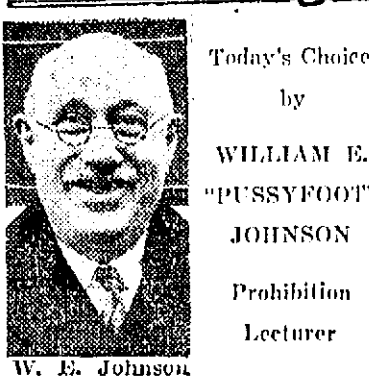 Today's Choice
by
WILLIAM E.
"PUSSYFOOT"
JOHNSON
Prohibition
Lecturer
W. E. Johnson